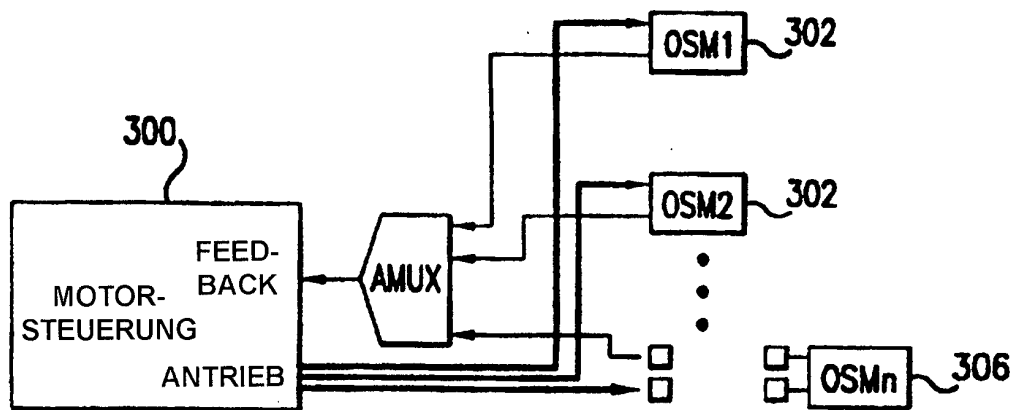 OSM1
302
300
OSM2
302
FEED-
BACK
AMUX
MOTOR-
STEUERUNG
ANTRIEB
OSMn
306